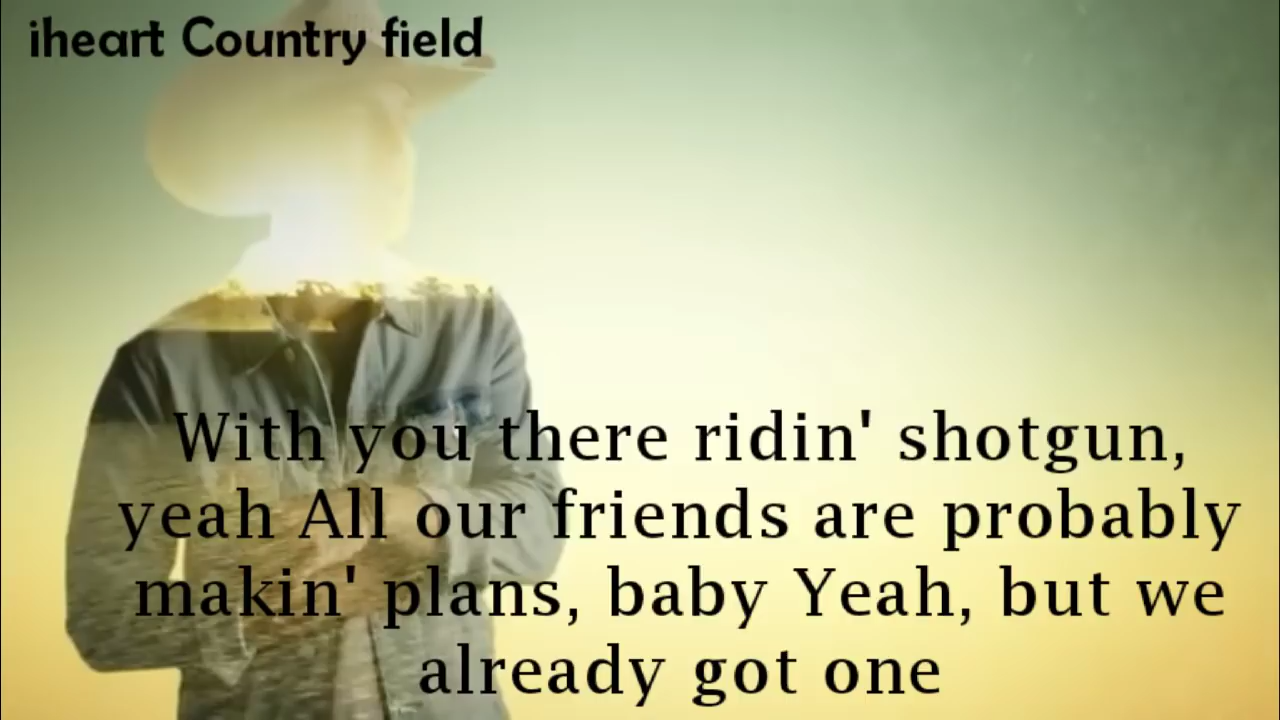 iheart Country field
With you there ridin' shotgun,
yeah All our friends are probably
makin' plans, baby Yeah, but we
already got one